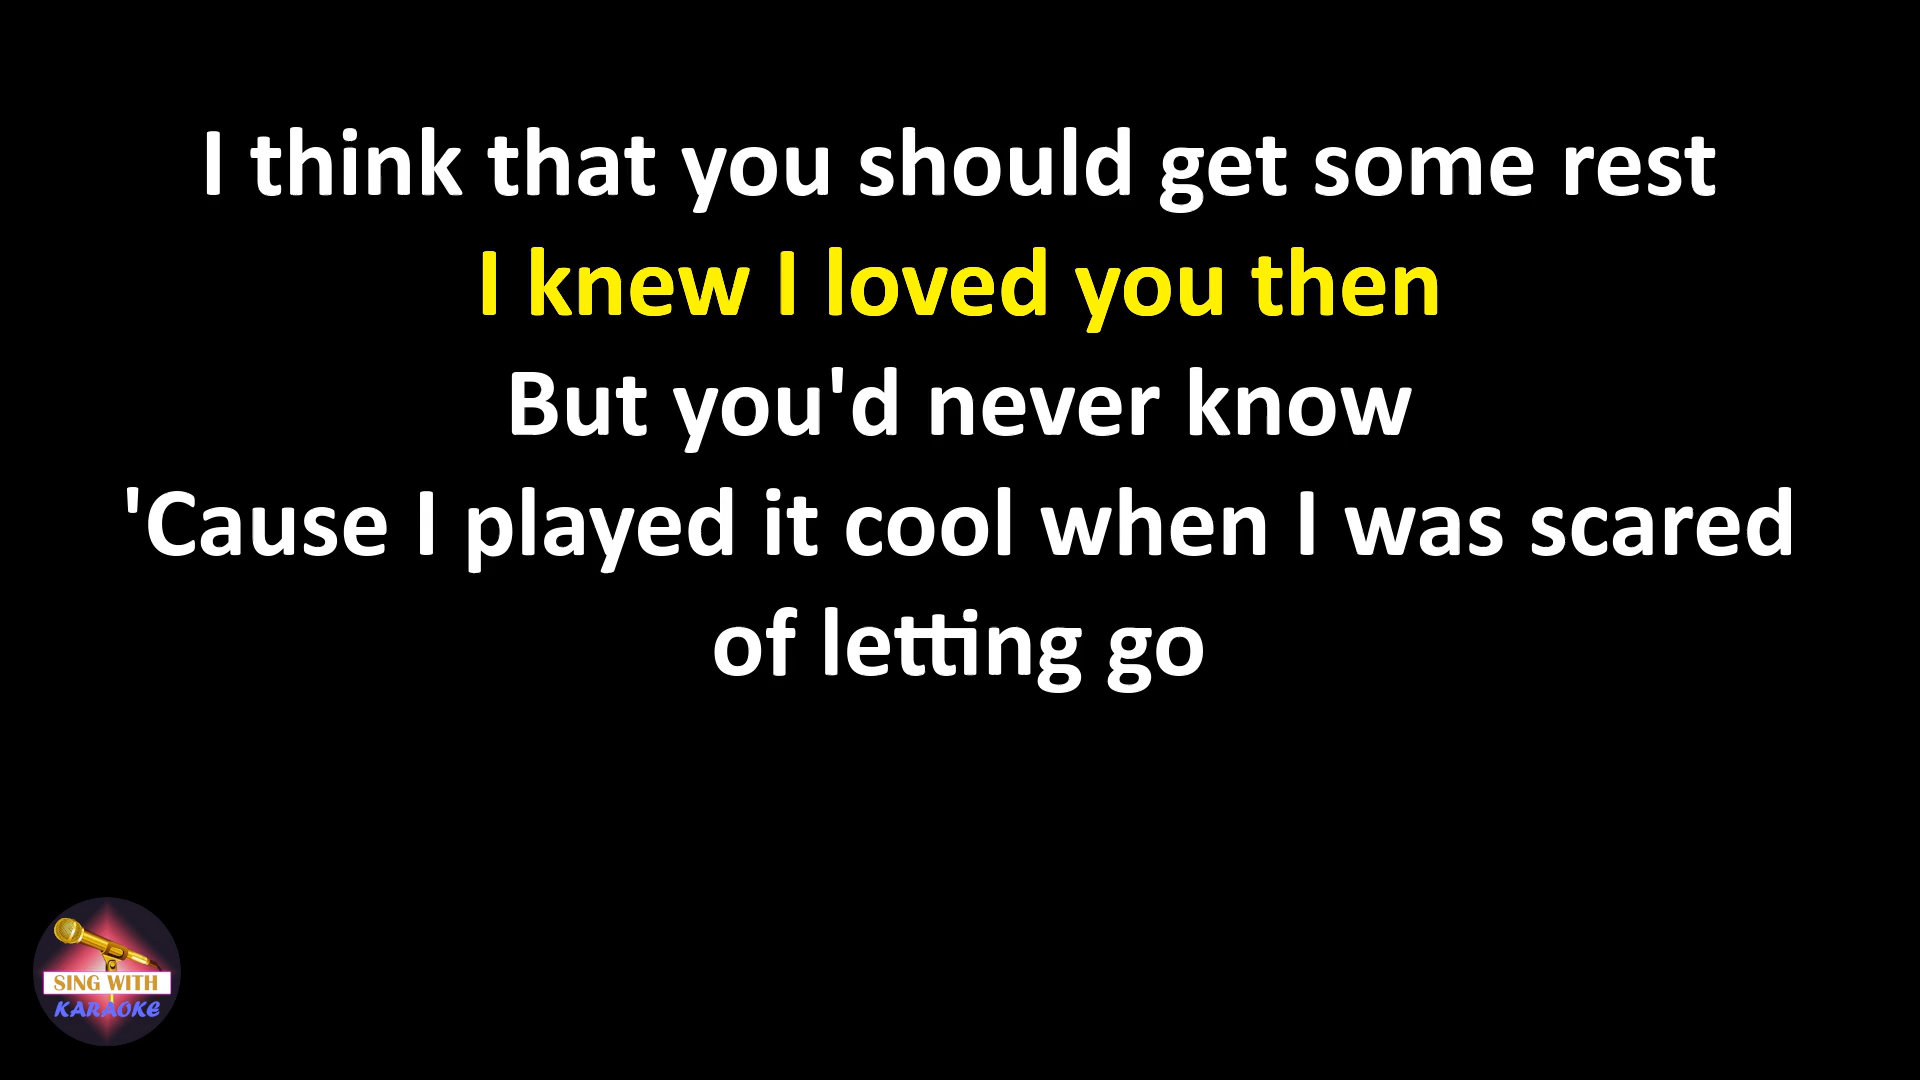 I think that you should get some rest
I knew I loved you then
But you'd never know
'Cause I played it cool when I was scared
of letting go
SING WITH
KARAOKE